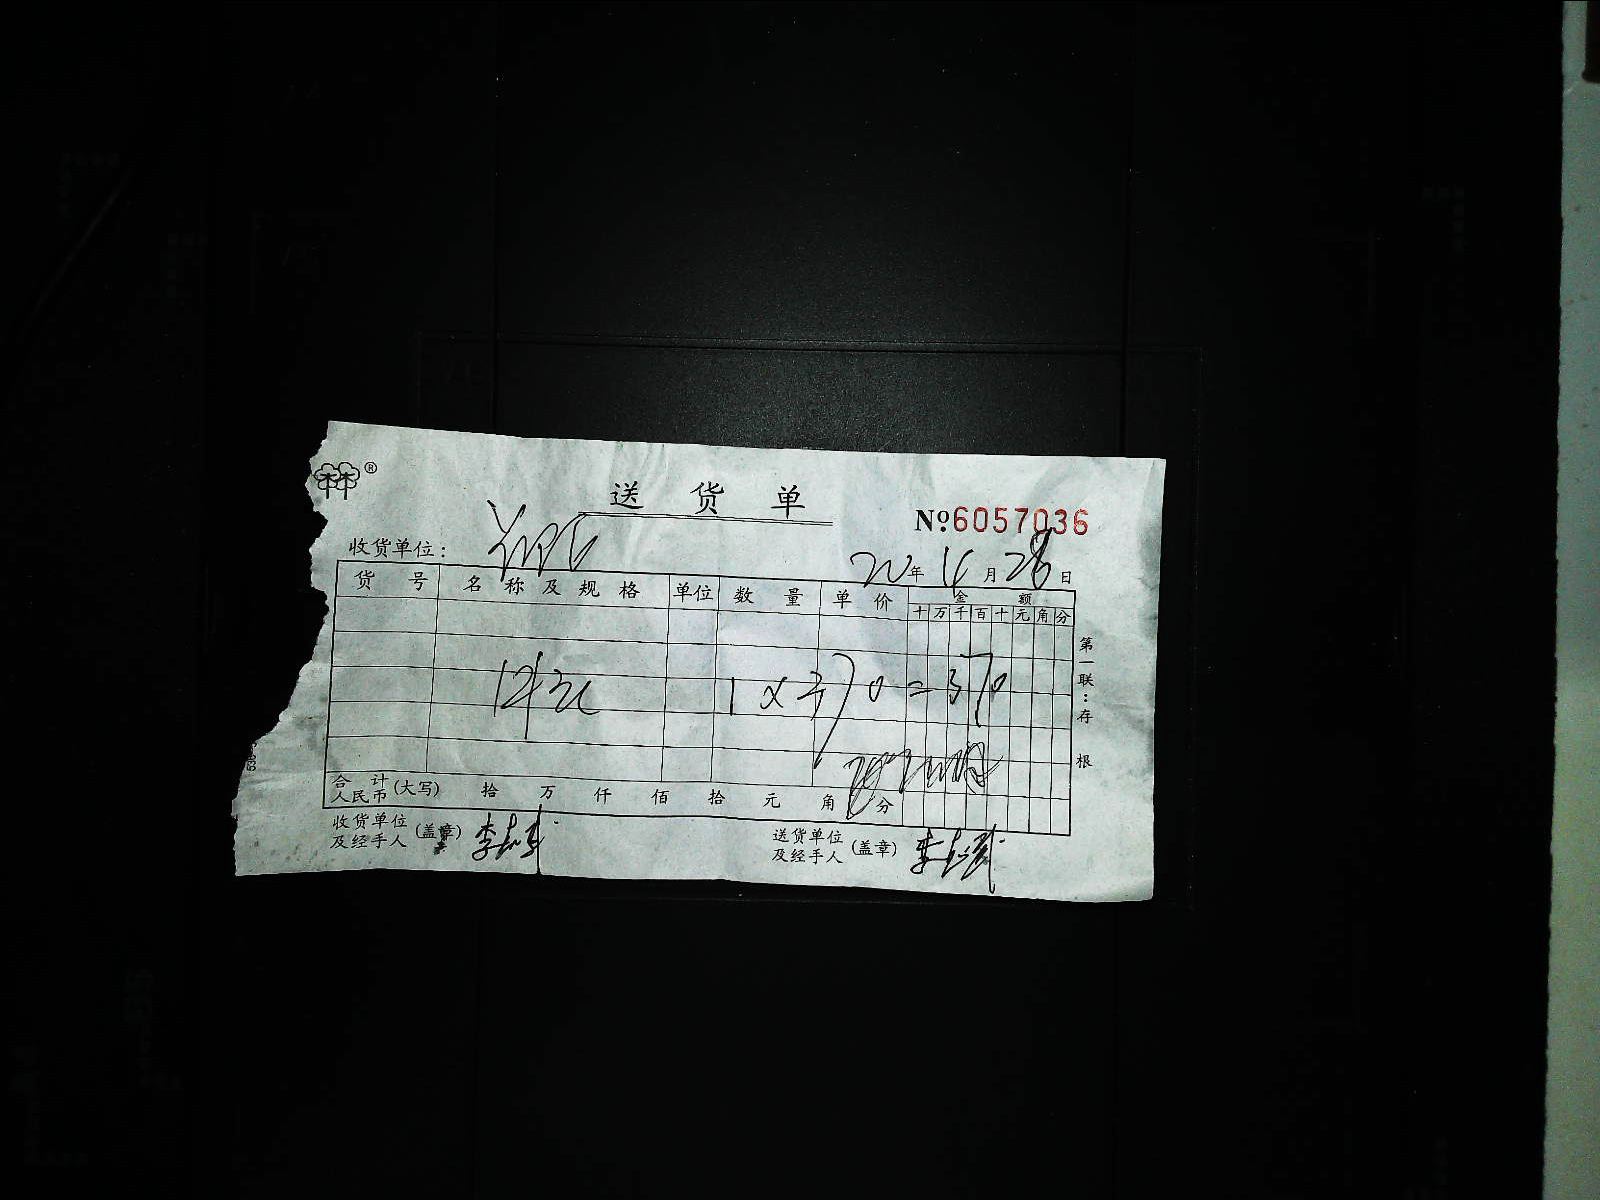 林®
送货单
№6057036
收货单位：
22年 月28日
货号 名称及规格 单位 数量 单价 金额
十万千百十元角分
1×370=370
合计人民币(大写) 拾 万 仟 佰 拾 元 角 分
收货单位及经手人(盖章)
送货单位及经手人(盖章)
第一联：存根